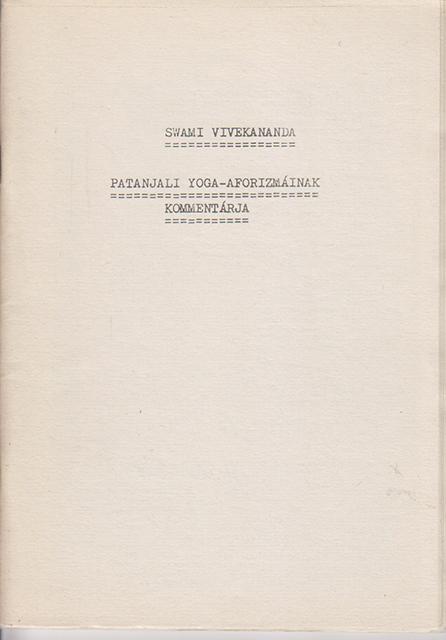 SWAMI VIVEKANANDA
=================
PATANJALI YOGA-AFORIZMÁINAK
===========================
KOMMENTÁRJA
===========